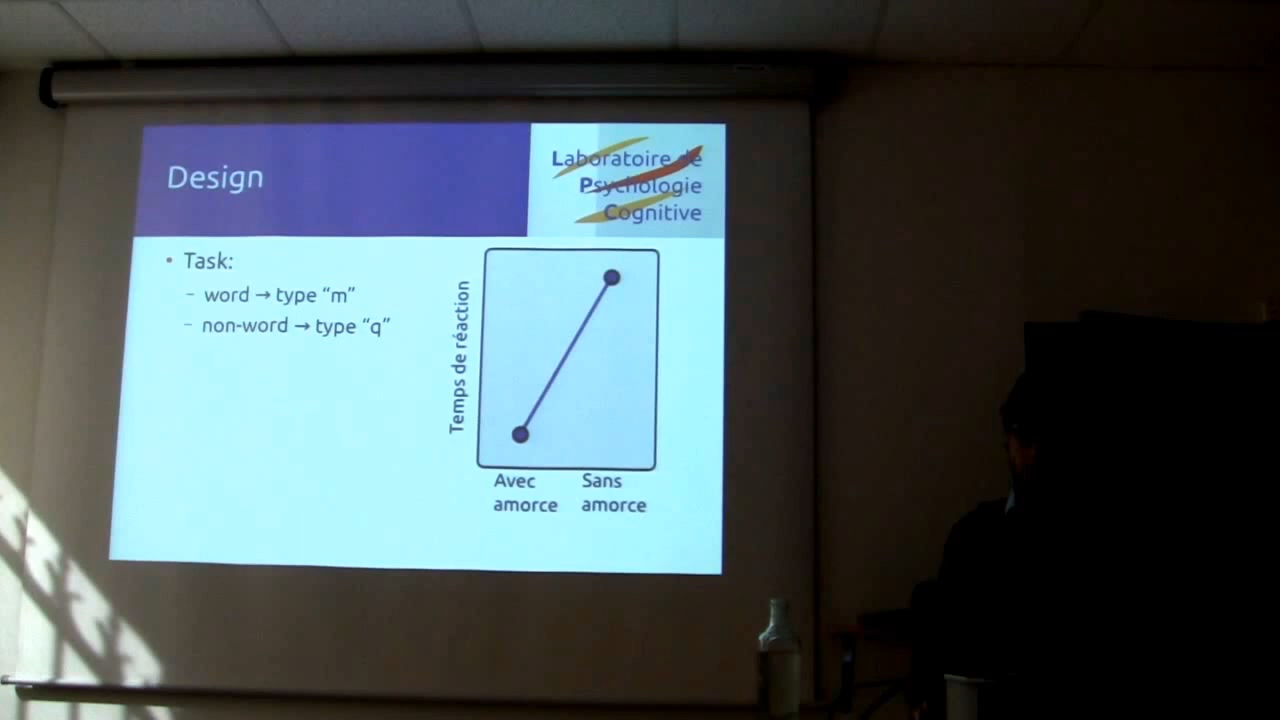 Design
Laboratoire de
Psychologie
Cognitive
• Task:
– word → type “m”
– non-word → type “q”
Temps de réaction
Avec amorce
Sans amorce